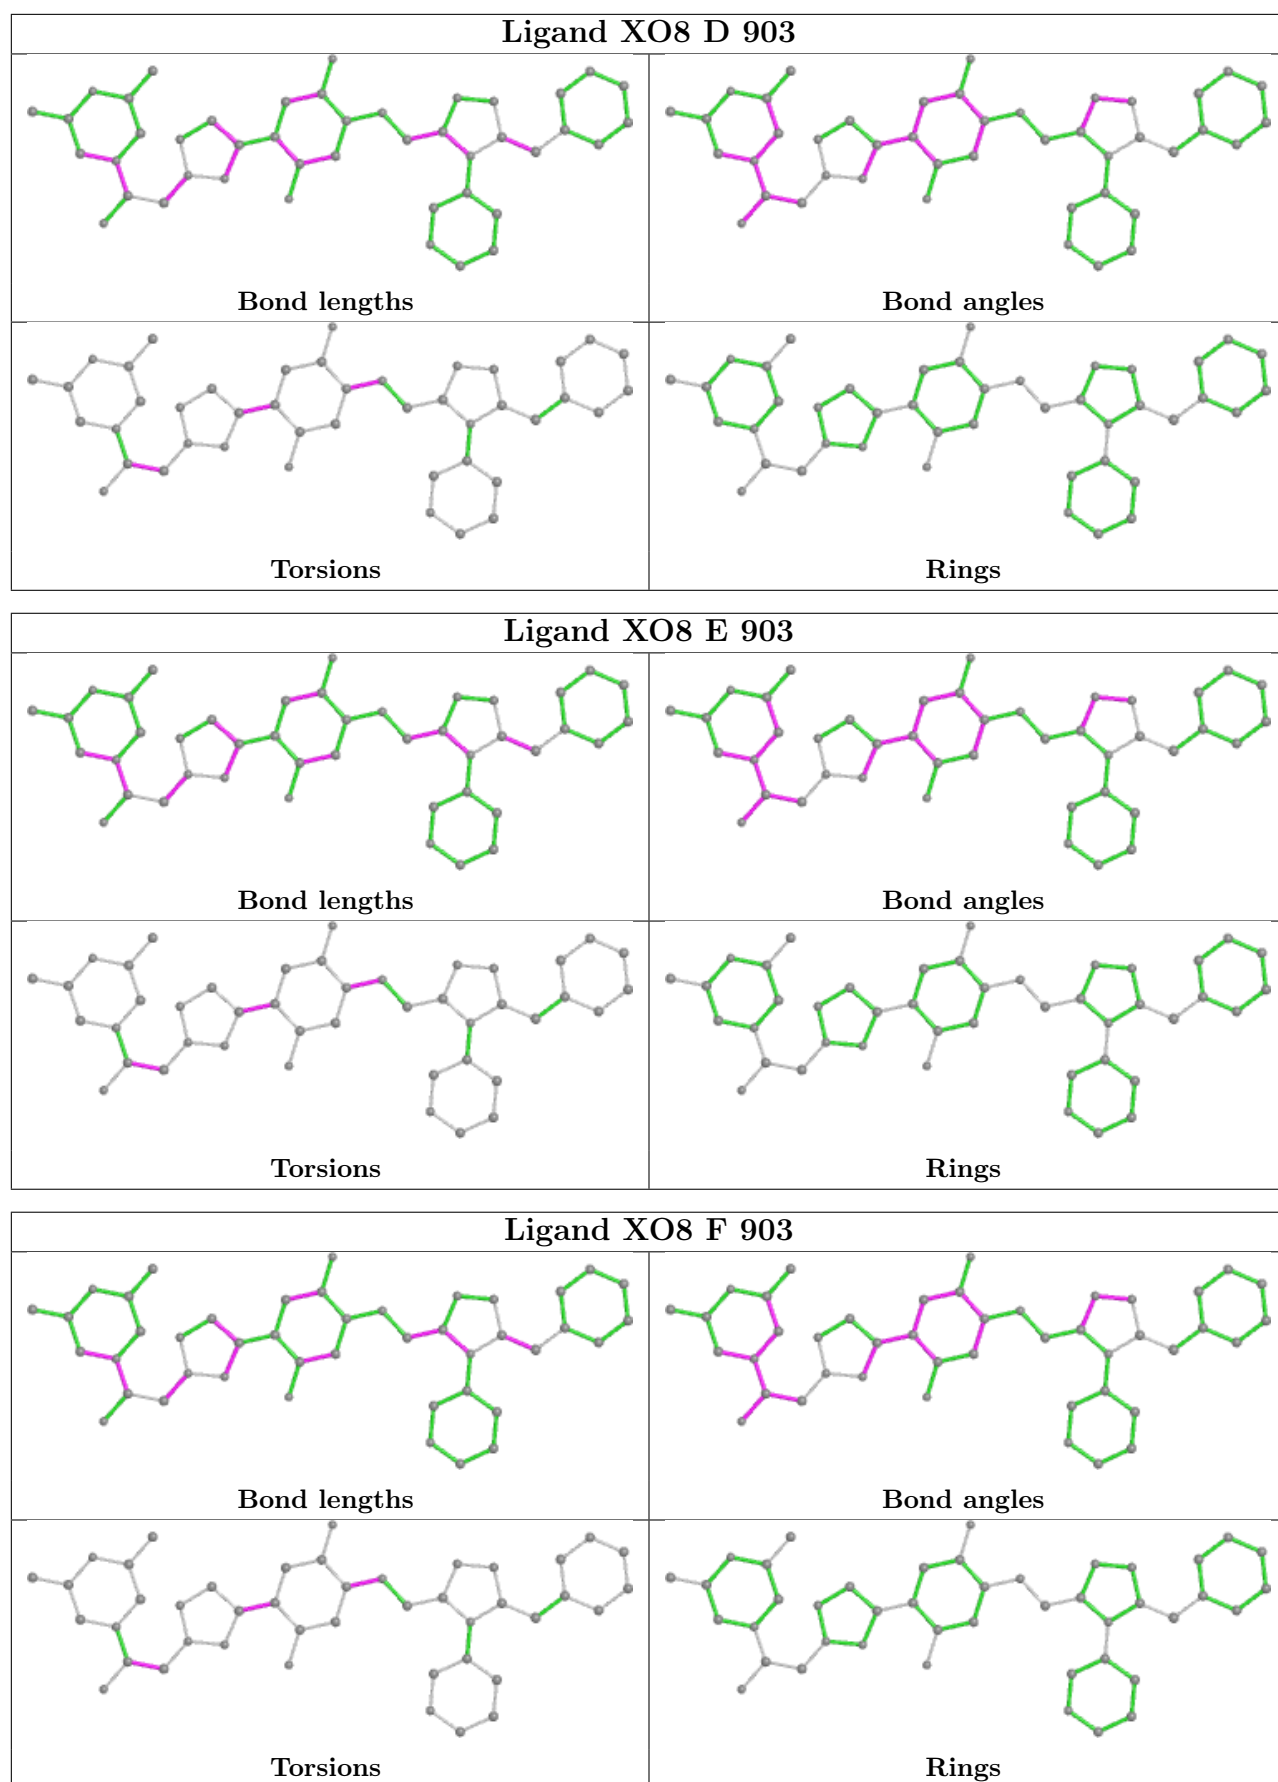 Ligand XO8 D 903
Bond lengths
Bond angles
Torsions
Rings
Ligand XO8 E 903
Bond lengths
Bond angles
Torsions
Rings
Ligand XO8 F 903
Bond lengths
Bond angles
Torsions
Rings